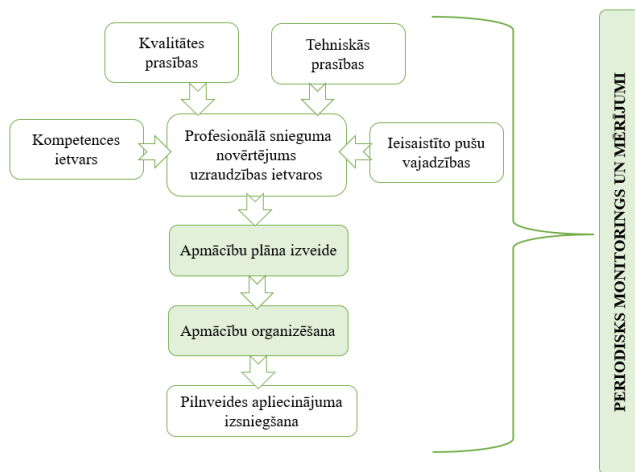 Kvalitātes
prasības
Tehniskās
prasības
Kompetences
ietvars
Profesionālā snieguma
novērtējums
uzraudzības ietvaros
Ieisaistīto pušu
vajadzības
Apmācību plāna izveide
Apmācību organizēšana
Pilnveides apliecinājuma
izsniegšana
PERIODISKS MONITORINGS UN MĒRĪJUMI